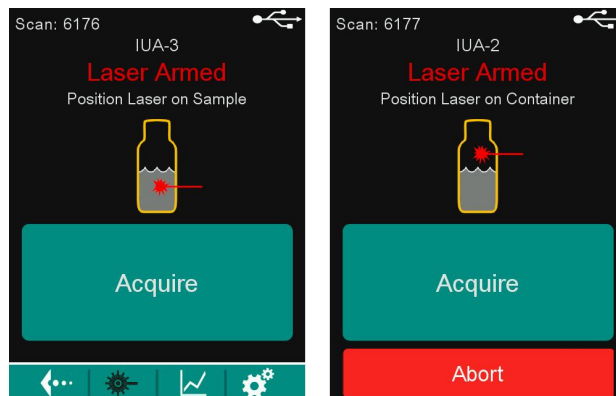 Scan: 6176
IUA-3
Laser Armed
Position Laser on Sample
Acquire
Scan: 6177
IUA-2
Laser Armed
Position Laser on Container
Acquire
Abort